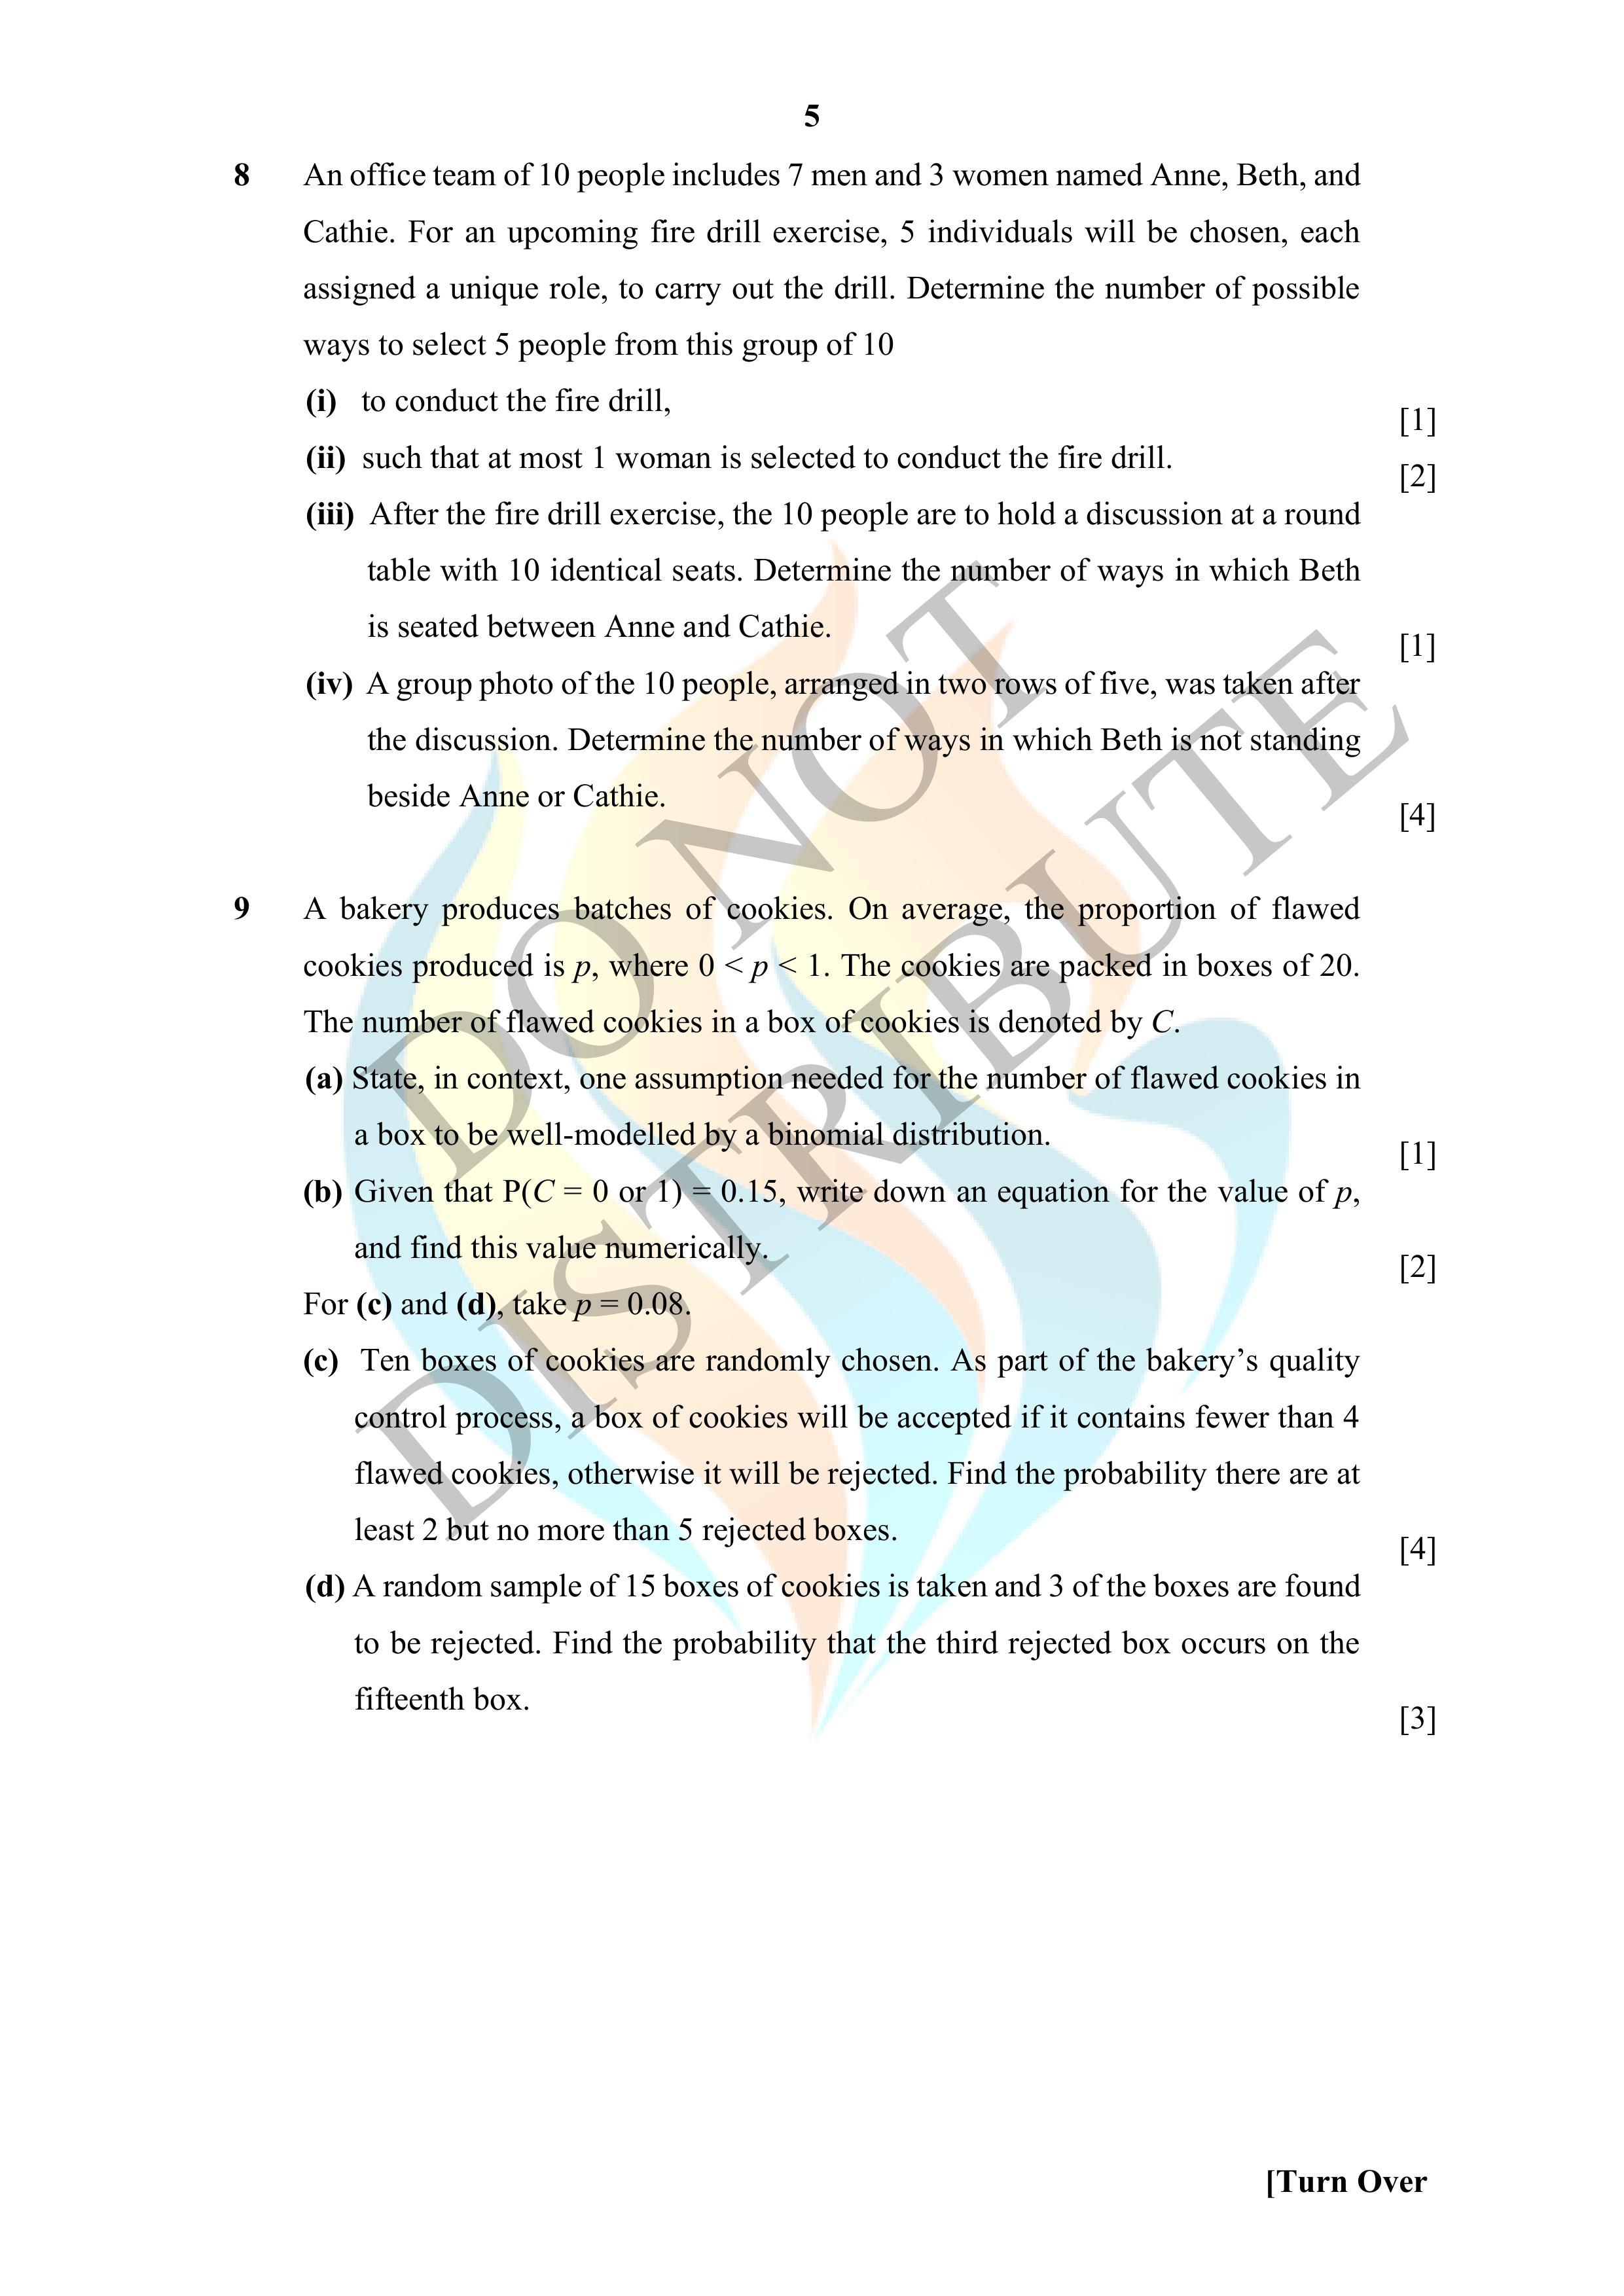 5
8 An office team of 10 people includes 7 men and 3 women named Anne, Beth, and
Cathie. For an upcoming fire drill exercise, 5 individuals will be chosen, each
assigned a unique role, to carry out the drill. Determine the number of possible
ways to select 5 people from this group of 10
(i) to conduct the fire drill, [1]
(ii) such that at most 1 woman is selected to conduct the fire drill. [2]
(iii) After the fire drill exercise, the 10 people are to hold a discussion at a round
table with 10 identical seats. Determine the number of ways in which Beth
is seated between Anne and Cathie. [1]
(iv) A group photo of the 10 people, arranged in two rows of five, was taken after
the discussion. Determine the number of ways in which Beth is not standing
beside Anne or Cathie. [4]
9 A bakery produces batches of cookies. On average, the proportion of flawed
cookies produced is p, where 0 < p < 1. The cookies are packed in boxes of 20.
The number of flawed cookies in a box of cookies is denoted by C.
(a) State, in context, one assumption needed for the number of flawed cookies in
a box to be well-modelled by a binomial distribution. [1]
(b) Given that P(C = 0 or 1) = 0.15, write down an equation for the value of p,
and find this value numerically. [2]
For (c) and (d), take p = 0.08.
(c) Ten boxes of cookies are randomly chosen. As part of the bakery’s quality
control process, a box of cookies will be accepted if it contains fewer than 4
flawed cookies, otherwise it will be rejected. Find the probability there are at
least 2 but no more than 5 rejected boxes. [4]
(d) A random sample of 15 boxes of cookies is taken and 3 of the boxes are found
to be rejected. Find the probability that the third rejected box occurs on the
fifteenth box. [3]
[Turn Over
DO NOT
DISTRIBUTE